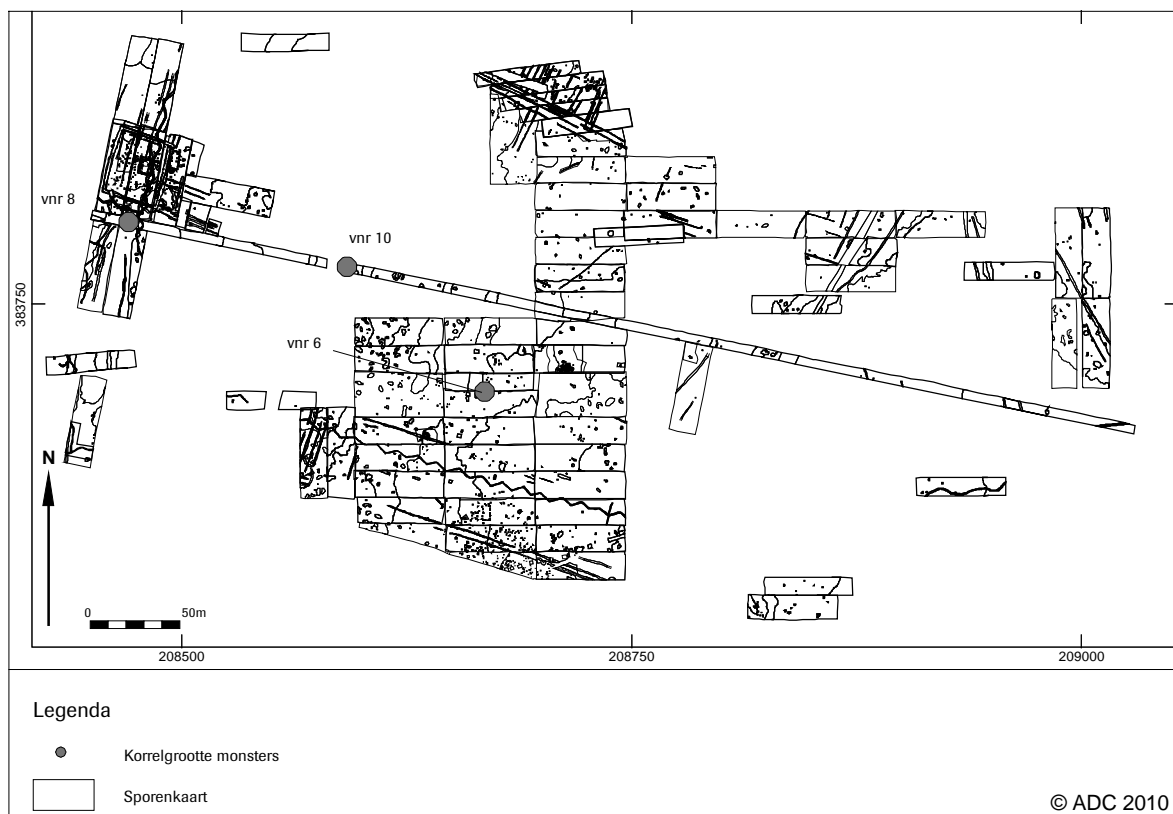 vnr 8
vnr 10
383750
vnr 6
N
0 50m
208500 208750 209000
Legenda
Korrelgrootte monsters
Sporenkaart
© ADC 2010